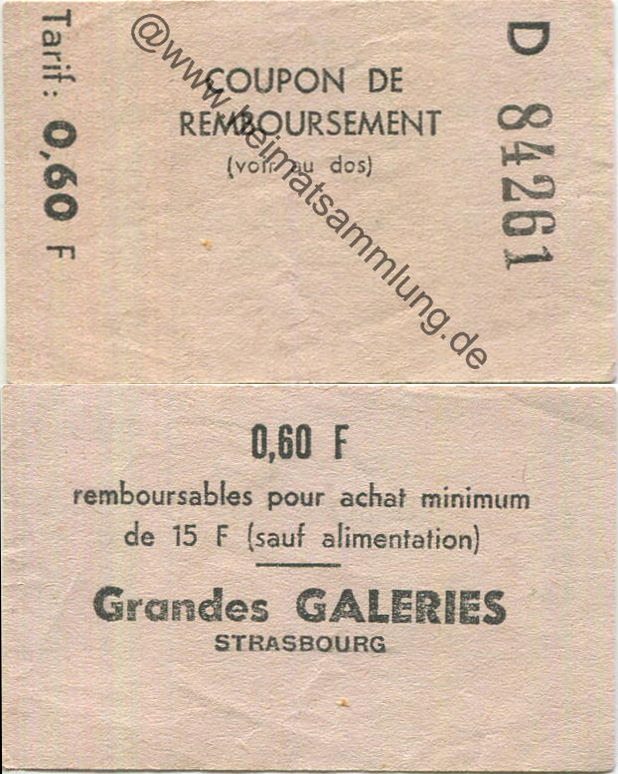 Tarif: 0,60 F
COUPON DE
REMBOURSEMENT
(voir au dos)
D 84261
@www.heimatsammlung.de
0,60 F
remboursables pour achat minimum
de 15 F (sauf alimentation)
Grandes GALERIES
STRASBOURG